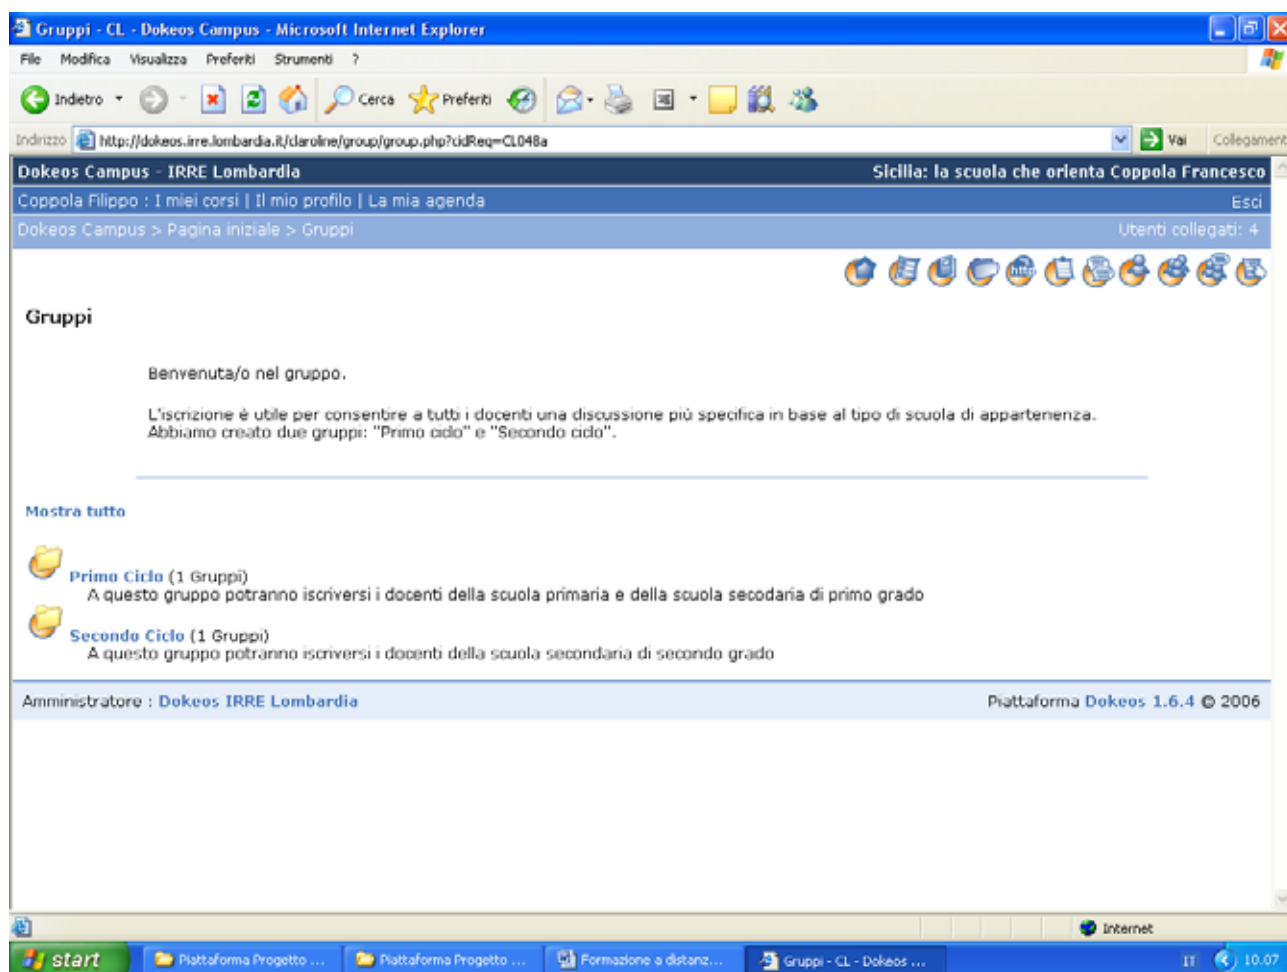 Gruppi - CL - Dokeos Campus - Microsoft Internet Explorer
File Modifica Visualizza Preferiti Strumenti ?
Indietro Cerca Preferiti
Indirizzo http://dokeos.irre.lombardia.it/claroline/group/group.php?cidReq=CL048a Vai Collegament
Dokeos Campus - IRRE Lombardia Sicilia: la scuola che orienta Coppola Francesco
Coppola Filippo : I miei corsi | Il mio profilo | La mia agenda Esci
Dokeos Campus > Pagina iniziale > Gruppi Utenti collegati: 4
http
Gruppi
Benvenuta/o nel gruppo.
L'iscrizione è utile per consentire a tutti i docenti una discussione più specifica in base al tipo di scuola di appartenenza.
Abbiamo creato due gruppi: "Primo ciclo" e "Secondo ciclo".
Mostra tutto
Primo Ciclo (1 Gruppi)
A questo gruppo potranno iscriversi i docenti della scuola primaria e della scuola secodaria di primo grado
Secondo Ciclo (1 Gruppi)
A questo gruppo potranno iscriversi i docenti della scuola secondaria di secondo grado
Amministratore : Dokeos IRRE Lombardia Piattaforma Dokeos 1.6.4 © 2006
Internet
start Piattaforma Progetto ... Piattaforma Progetto ... Formazione a distanz... Gruppi - CL - Dokeos ... IT 10.07